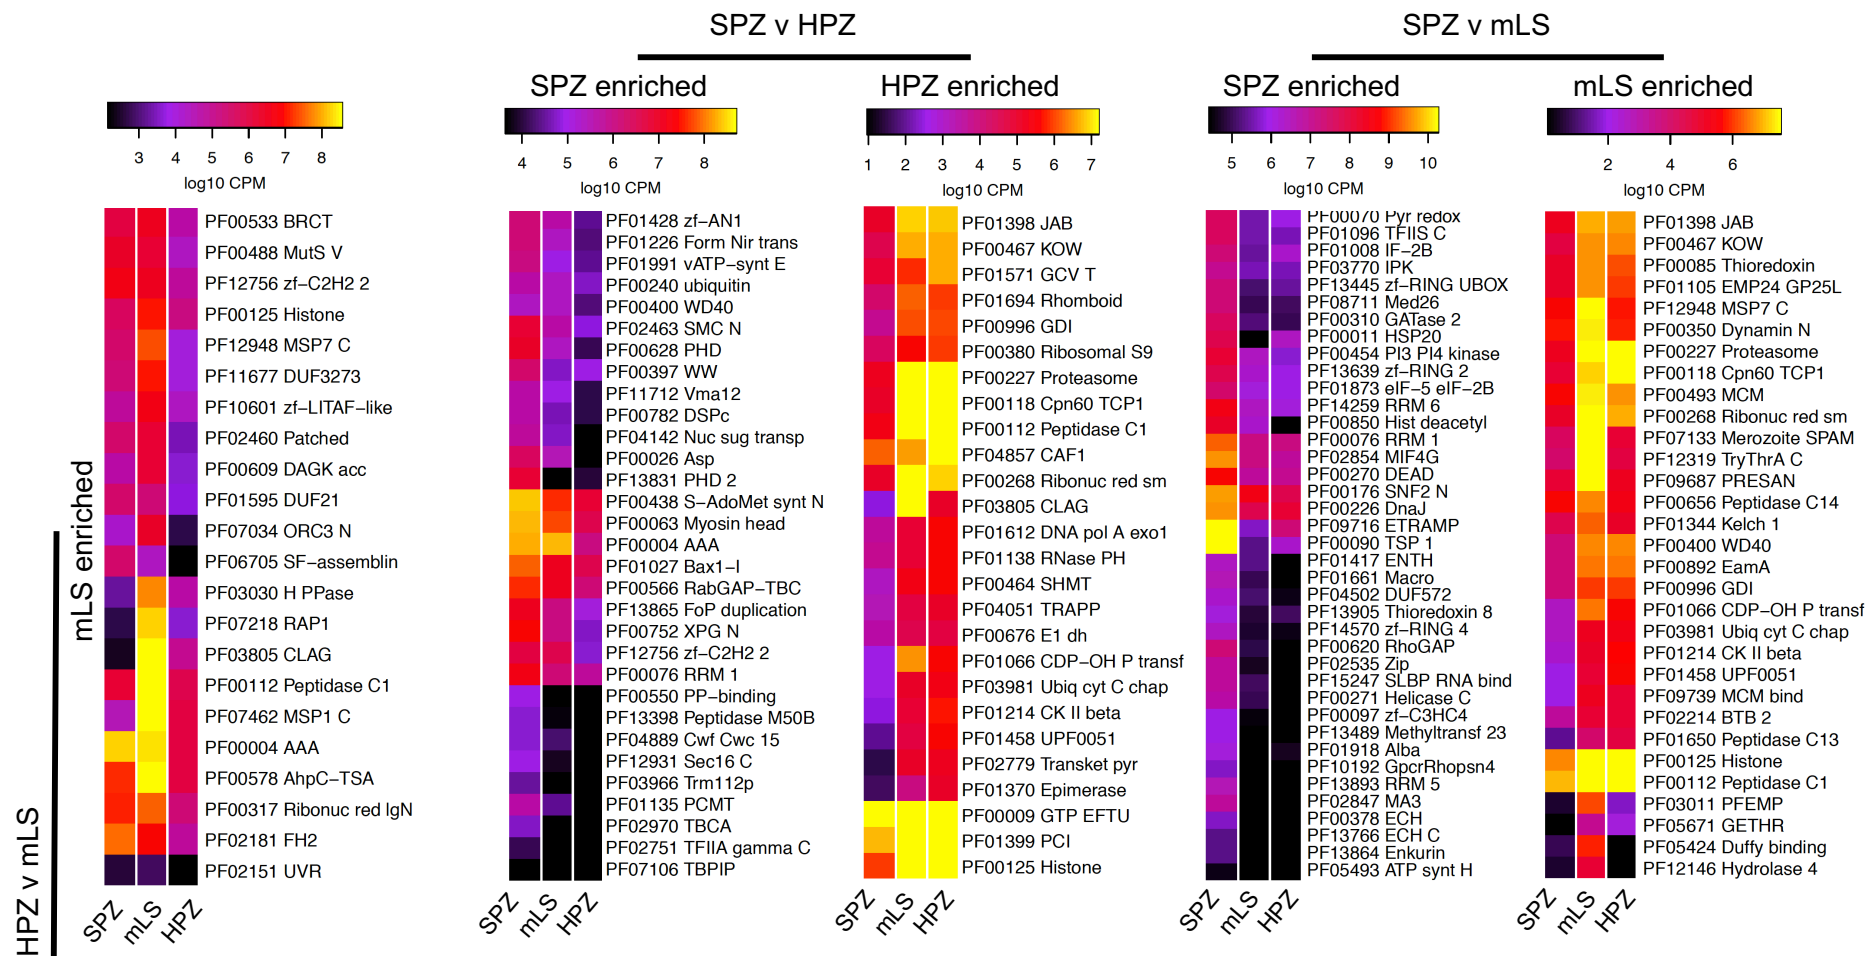 SPZ v HPZ
SPZ v mLS
SPZ enriched
HPZ enriched
SPZ enriched
mLS enriched
3 4 5 6 7 8
log10 CPM
4 5 6 7 8
log10 CPM
1 2 3 4 5 6 7
log10 CPM
5 6 7 8 9 10
log10 CPM
2 4 6
log10 CPM
HPZ v mLS
mLS enriched
PF00533 BRCT
PF00488 MutS V
PF12756 zf−C2H2 2
PF00125 Histone
PF12948 MSP7 C
PF11677 DUF3273
PF10601 zf−LITAF−like
PF02460 Patched
PF00609 DAGK acc
PF01595 DUF21
PF07034 ORC3 N
PF06705 SF−assemblin
PF03030 H PPase
PF07218 RAP1
PF03805 CLAG
PF00112 Peptidase C1
PF07462 MSP1 C
PF00004 AAA
PF00578 AhpC−TSA
PF00317 Ribonuc red lgN
PF02181 FH2
PF02151 UVR
SPZ
mLS
HPZ
PF01428 zf−AN1
PF01226 Form Nir trans
PF01991 vATP−synt E
PF00240 ubiquitin
PF00400 WD40
PF02463 SMC N
PF00628 PHD
PF00397 WW
PF11712 Vma12
PF00782 DSPc
PF04142 Nuc sug transp
PF00026 Asp
PF13831 PHD 2
PF00438 S−AdoMet synt N
PF00063 Myosin head
PF00004 AAA
PF01027 Bax1−I
PF00566 RabGAP−TBC
PF13865 FoP duplication
PF00752 XPG N
PF12756 zf−C2H2 2
PF00076 RRM 1
PF00550 PP−binding
PF13398 Peptidase M50B
PF04889 Cwf Cwc 15
PF12931 Sec16 C
PF03966 Trm112p
PF01135 PCMT
PF02970 TBCA
PF02751 TFIIA gamma C
PF07106 TBPIP
SPZ
mLS
HPZ
PF01398 JAB
PF00467 KOW
PF01571 GCV T
PF01694 Rhomboid
PF00996 GDI
PF00380 Ribosomal S9
PF00227 Proteasome
PF00118 Cpn60 TCP1
PF00112 Peptidase C1
PF04857 CAF1
PF00268 Ribonuc red sm
PF03805 CLAG
PF01612 DNA pol A exo1
PF01138 RNase PH
PF00464 SHMT
PF04051 TRAPP
PF00676 E1 dh
PF01066 CDP−OH P transf
PF03981 Ubiq cyt C chap
PF01214 CK II beta
PF01458 UPF0051
PF02779 Transket pyr
PF01370 Epimerase
PF00009 GTP EFTU
PF01399 PCI
PF00125 Histone
SPZ
mLS
HPZ
PF00070 Pyr redox
PF01096 TFIIS C
PF01008 IF−2B
PF03770 IPK
PF13445 zf−RING UBOX
PF08711 Med26
PF00310 GATase 2
PF00011 HSP20
PF00454 PI3 PI4 kinase
PF13639 zf−RING 2
PF01873 eIF−5 eIF−2B
PF14259 RRM 6
PF00850 Hist deacetyl
PF00076 RRM 1
PF02854 MIF4G
PF00270 DEAD
PF00176 SNF2 N
PF00226 DnaJ
PF09716 ETRAMP
PF00090 TSP 1
PF01417 ENTH
PF01661 Macro
PF04502 DUF572
PF13905 Thioredoxin 8
PF14570 zf−RING 4
PF00620 RhoGAP
PF02535 Zip
PF15247 SLBP RNA bind
PF00271 Helicase C
PF00097 zf−C3HC4
PF13489 Methyltransf 23
PF01918 Alba
PF10192 GpcrRhopsn4
PF13893 RRM 5
PF02847 MA3
PF00378 ECH
PF13766 ECH C
PF13864 Enkurin
PF05493 ATP synt H
SPZ
mLS
HPZ
PF01398 JAB
PF00467 KOW
PF00085 Thioredoxin
PF01105 EMP24 GP25L
PF12948 MSP7 C
PF00350 Dynamin N
PF00227 Proteasome
PF00118 Cpn60 TCP1
PF00493 MCM
PF00268 Ribonuc red sm
PF07133 Merozoite SPAM
PF12319 TryThrA C
PF09687 PRESAN
PF00656 Peptidase C14
PF01344 Kelch 1
PF00400 WD40
PF00892 EamA
PF00996 GDI
PF01066 CDP−OH P transf
PF03981 Ubiq cyt C chap
PF01214 CK II beta
PF01458 UPF0051
PF09739 MCM bind
PF02214 BTB 2
PF01650 Peptidase C13
PF00125 Histone
PF00112 Peptidase C1
PF03011 PFEMP
PF05671 GETHR
PF05424 Duffy binding
PF12146 Hydrolase 4
SPZ
mLS
HPZ